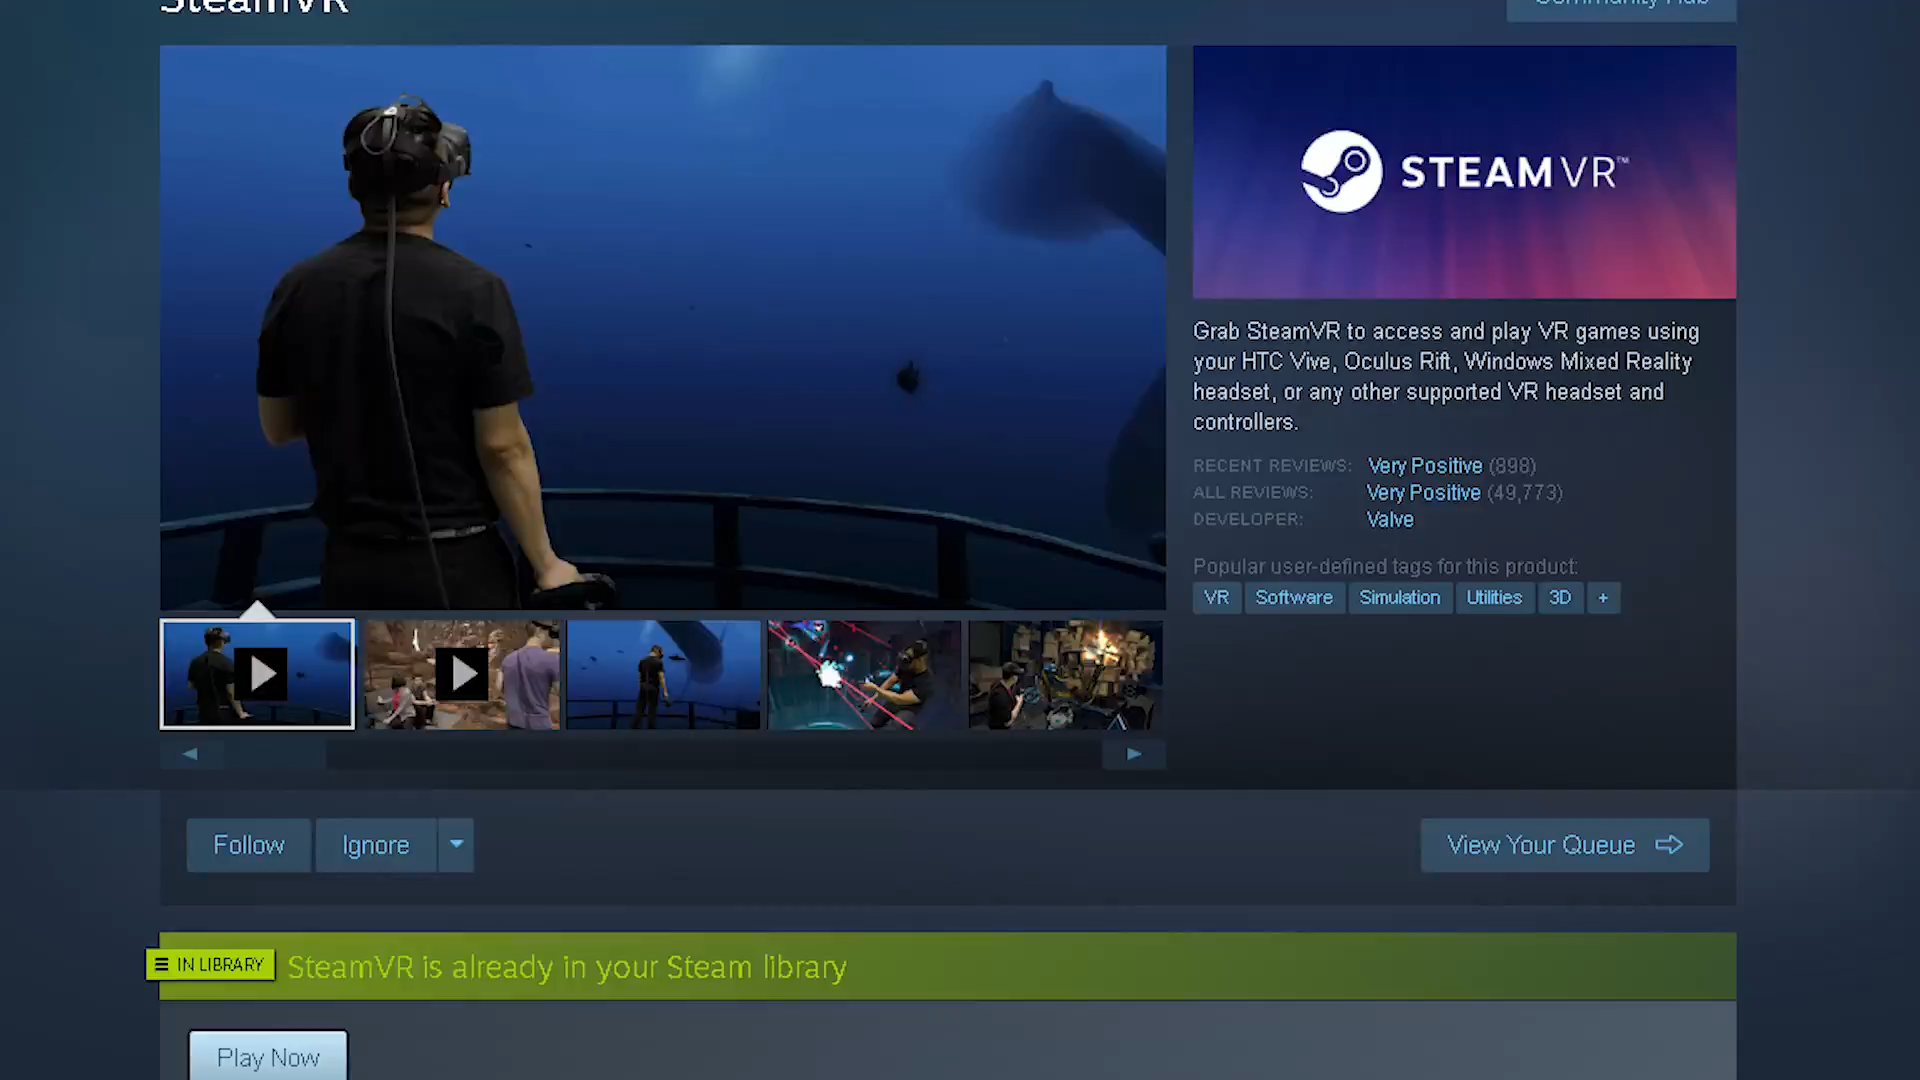 SteamVR
Community Hub
STEAMVR™
Grab SteamVR to access and play VR games using
your HTC Vive, Oculus Rift, Windows Mixed Reality
headset, or any other supported VR headset and
controllers.
RECENT REVIEWS: Very Positive (898)
ALL REVIEWS: Very Positive (49,773)
DEVELOPER: Valve
Popular user-defined tags for this product:
VR Software Simulation Utilities 3D +
Follow Ignore View Your Queue
IN LIBRARY SteamVR is already in your Steam library
Play Now